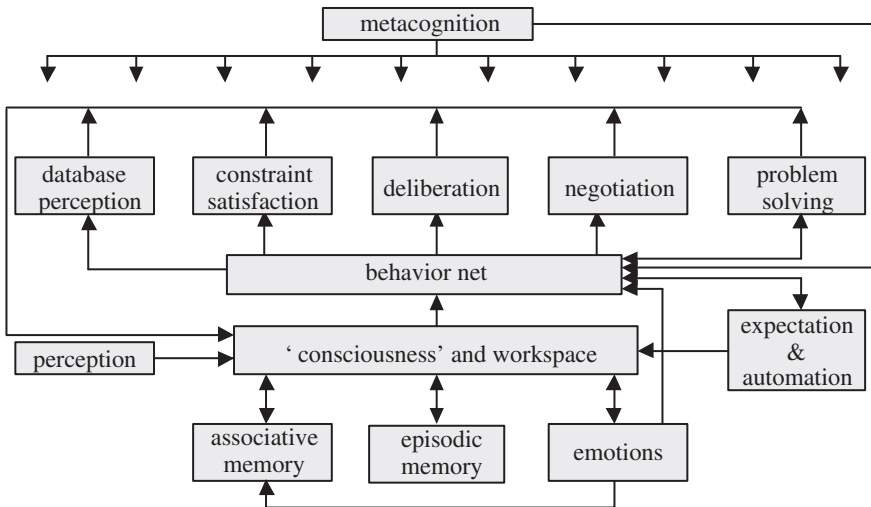 metacognition
database
perception
constraint
satisfaction
deliberation
negotiation
problem
solving
behavior net
expectation
&
automation
perception
‘ consciousness’ and workspace
associative
memory
episodic
memory
emotions